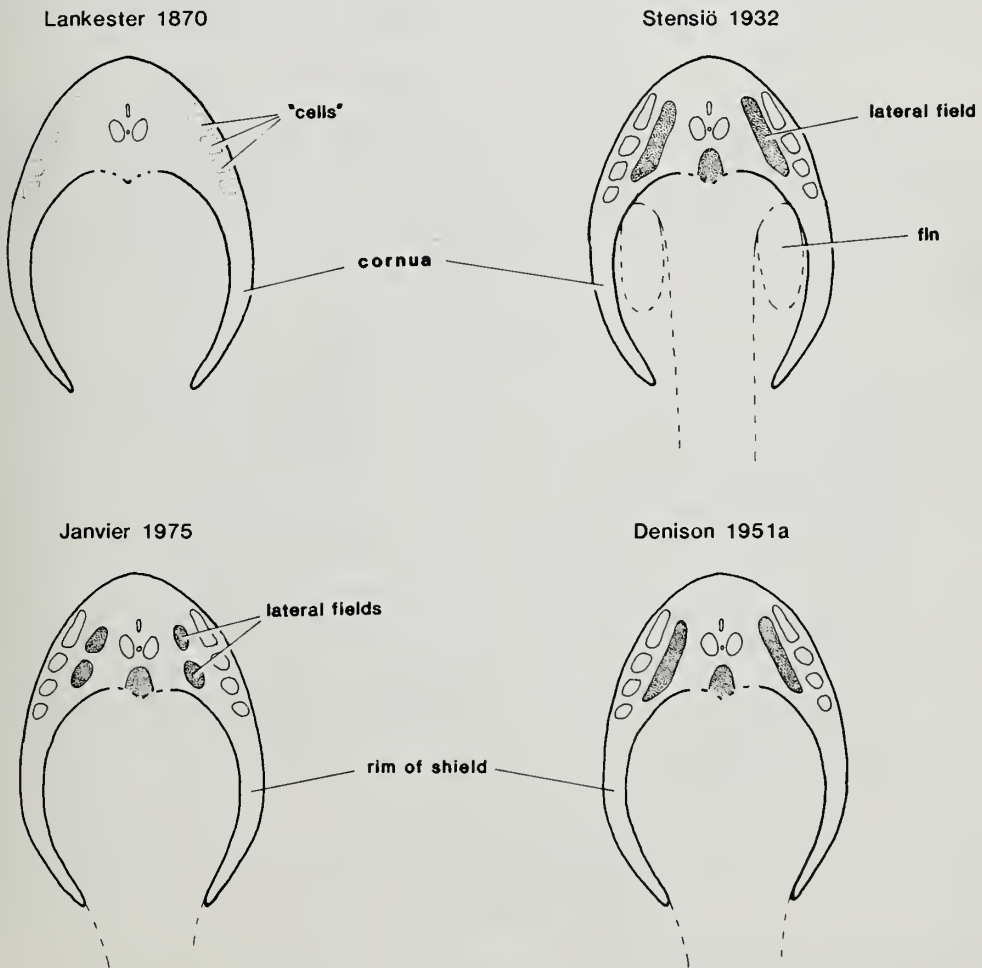 Lankester 1870
Stensiö 1932
"cells"
lateral field
fin
cornua
Janvier 1975
Denison 1951a
lateral fields
rim of shield